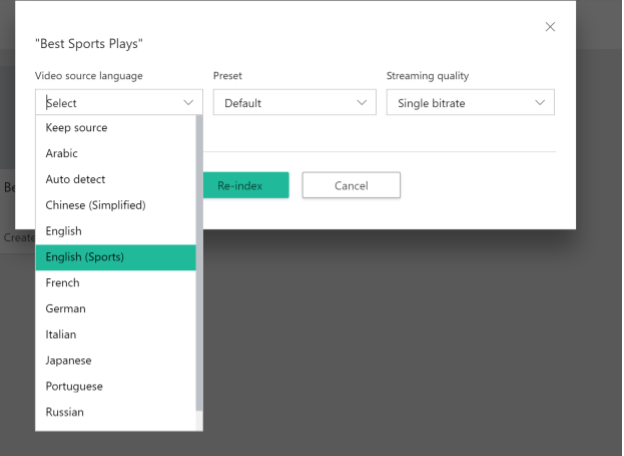 "Best Sports Plays"
Video source language Preset Streaming quality
Select Default Single bitrate
Keep source
Arabic
Auto detect
Chinese (Simplified)
English
English (Sports)
French
German
Italian
Japanese
Portuguese
Russian
Re-index Cancel
Be
Create